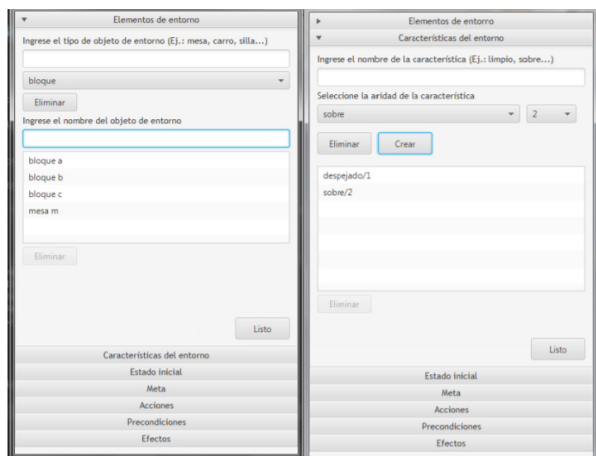 Elementos de entorno
Ingrese el tipo de objeto de entorno (Ej.: mesa, carro, silla...)
bloque
Eliminar
Ingrese el nombre del objeto de entorno
bloque a
bloque b
bloque c
mesa m
Eliminar
Listo
Características del entorno
Estado inicial
Meta
Acciones
Precondiciones
Efectos
Elementos de entorno
Características del entorno
Ingrese el nombre de la característica (Ej.: limpio, sobre...)
Seleccione la aridad de la característica
sobre 2
Eliminar Crear
despejado/1
sobre/2
Eliminar
Listo
Estado inicial
Meta
Acciones
Precondiciones
Efectos